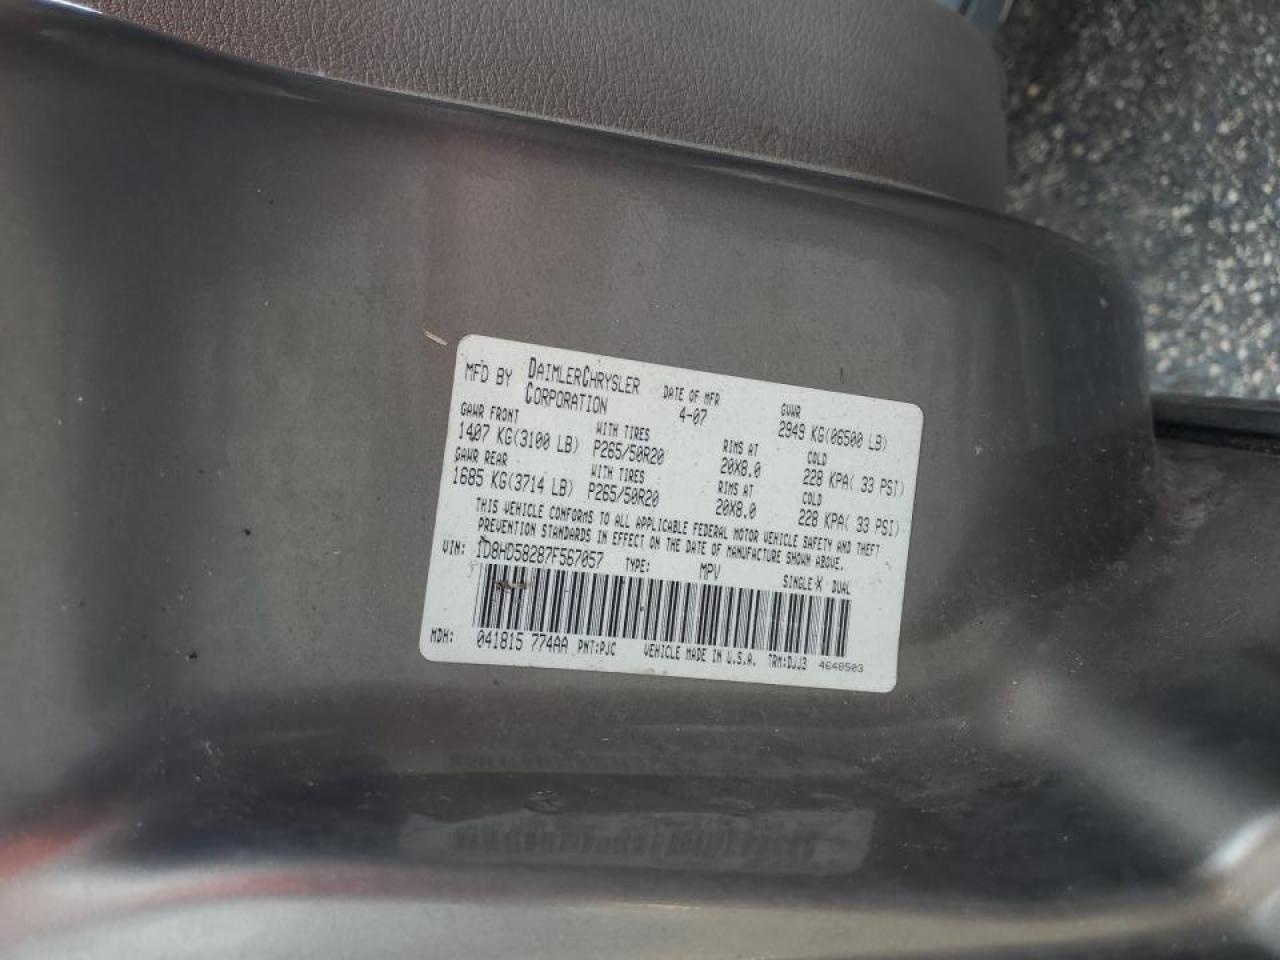 MFD BY DAIMLERCHRYSLER CORPORATION DATE OF MFR 4-07 GVWR 2949 KG(06500 LB)
GAWR FRONT WITH TIRES RIMS AT COLD
1407 KG(3100 LB) P265/50R20 20X8.0 228 KPA( 33 PSI)
GAWR REAR WITH TIRES RIMS AT COLD
1685 KG(3714 LB) P265/50R20 20X8.0 228 KPA( 33 PSI)
THIS VEHICLE CONFORMS TO ALL APPLICABLE FEDERAL MOTOR VEHICLE SAFETY AND THEFT
PREVENTION STANDARDS IN EFFECT ON THE DATE OF MANUFACTURE SHOWN ABOVE.
VIN: 1D8HD58287F567057 TYPE: MPV SINGLE X DUAL
MDH: 041815 774AA PNT:PJC VEHICLE MADE IN U.S.A. TRM:DJJ3 4648503